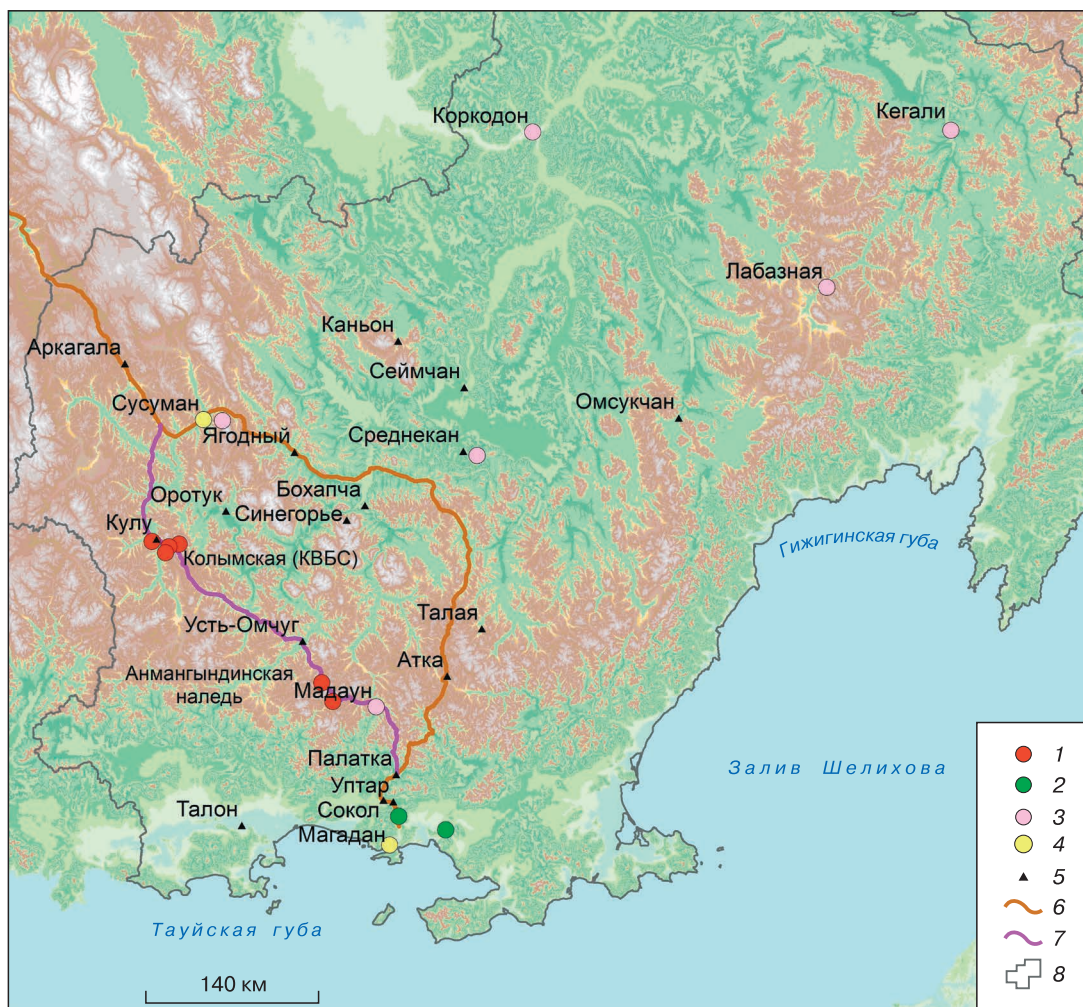 Коркодон
Кегали
Лабазная
Каньон
Аркагала
Сеймчан
Сусуман
Омсукчан
Ягодный
Среднекан
Оротук
Бохапча
Синегорье
Кулу
Колымская (КВБС)
Гижигинская губа
Талая
Усть-Омчуг
Атка
Анмангындинская
наледь
Мадаун
Палатка
Залив Шелихова
Уптар
Сокол
Талон
Магадан
Тауйская губа
140 км
1
2
3
4
5
6
7
8